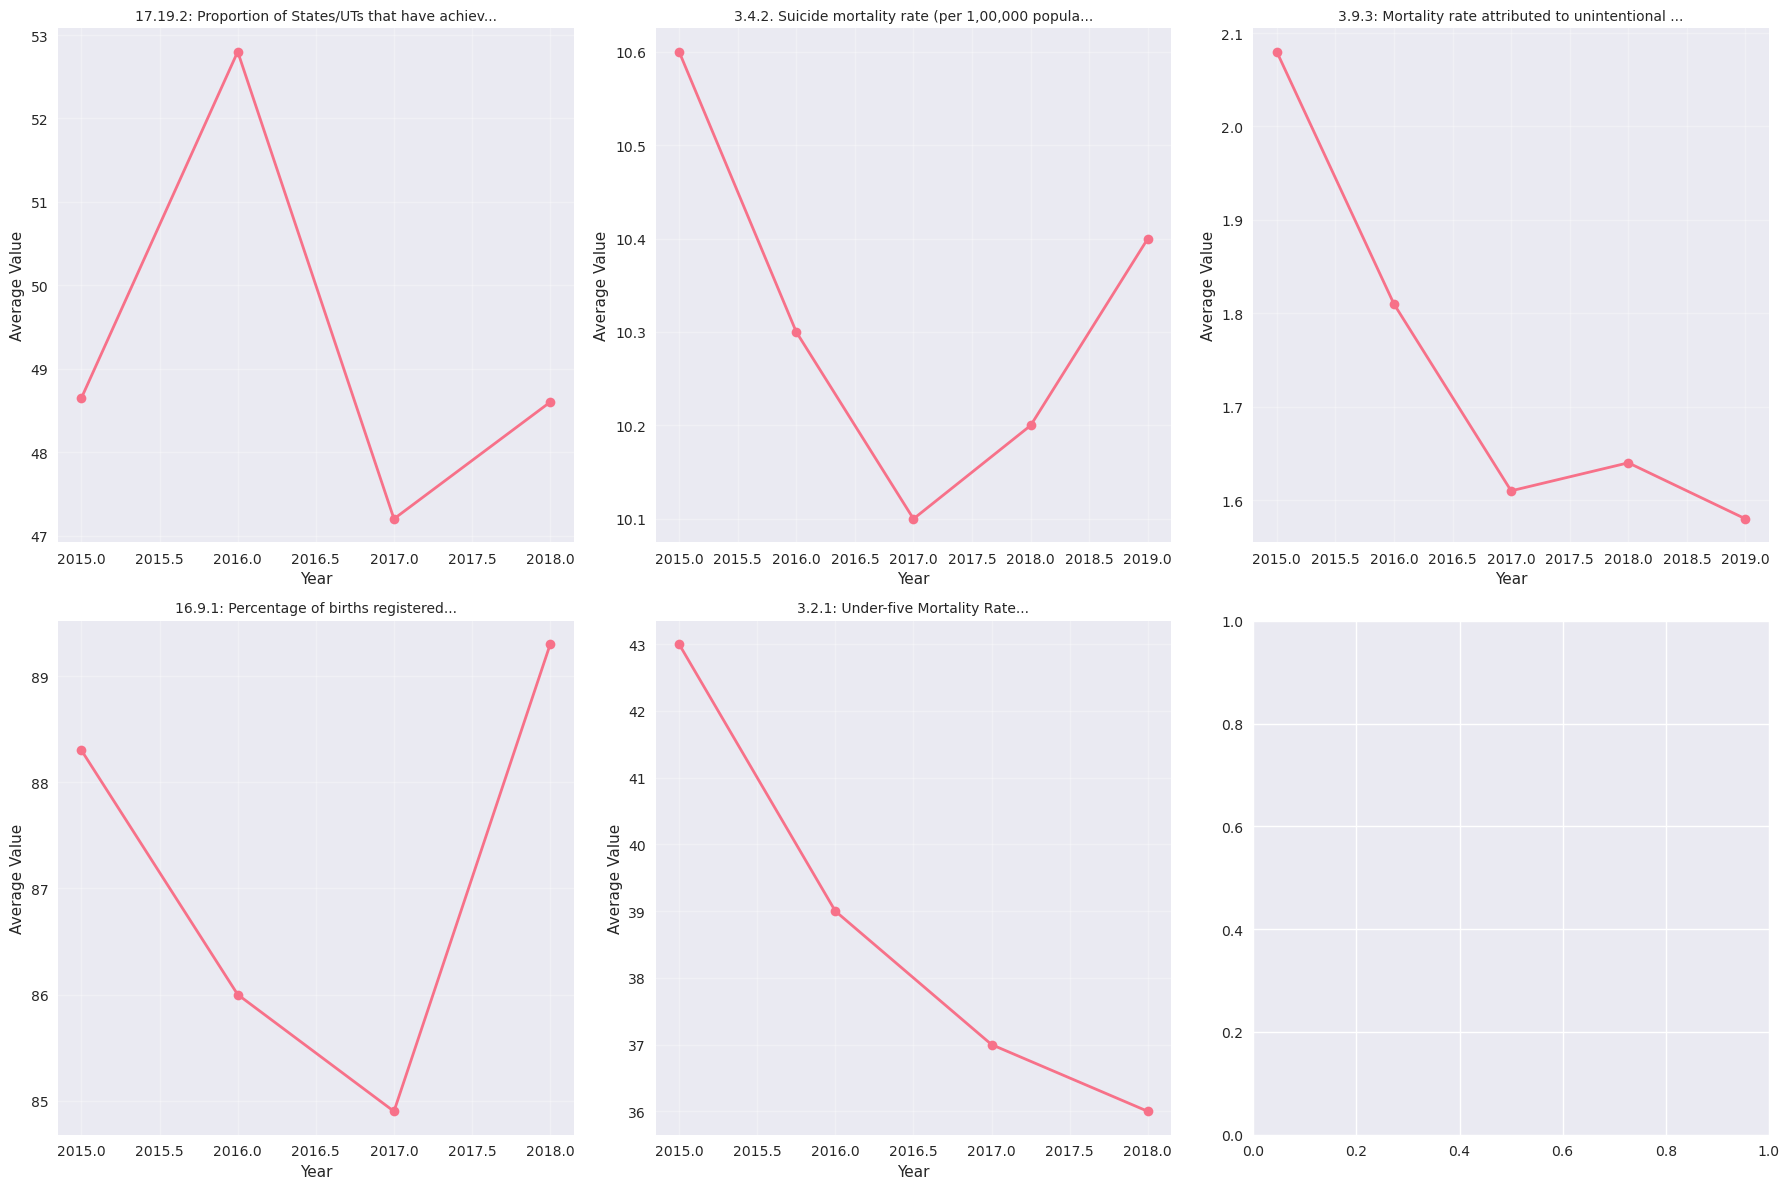 17.19.2: Proportion of States/UTs that have achiev...
53
52
51
50
49
48
47
Average Value
2015.0 2015.5 2016.0 2016.5 2017.0 2017.5 2018.0
Year
3.4.2. Suicide mortality rate (per 1,00,000 popula...
10.6
10.5
10.4
10.3
10.2
10.1
Average Value
2015.0 2015.5 2016.0 2016.5 2017.0 2017.5 2018.0 2018.5 2019.0
Year
3.9.3: Mortality rate attributed to unintentional ...
2.1
2.0
1.9
1.8
1.7
1.6
Average Value
2015.0 2015.5 2016.0 2016.5 2017.0 2017.5 2018.0 2018.5 2019.0
Year
16.9.1: Percentage of births registered...
89
88
87
86
85
Average Value
2015.0 2015.5 2016.0 2016.5 2017.0 2017.5 2018.0
Year
3.2.1: Under-five Mortality Rate...
43
42
41
40
39
38
37
36
Average Value
2015.0 2015.5 2016.0 2016.5 2017.0 2017.5 2018.0
Year
1.0
0.8
0.6
0.4
0.2
0.0
0.0 0.2 0.4 0.6 0.8 1.0